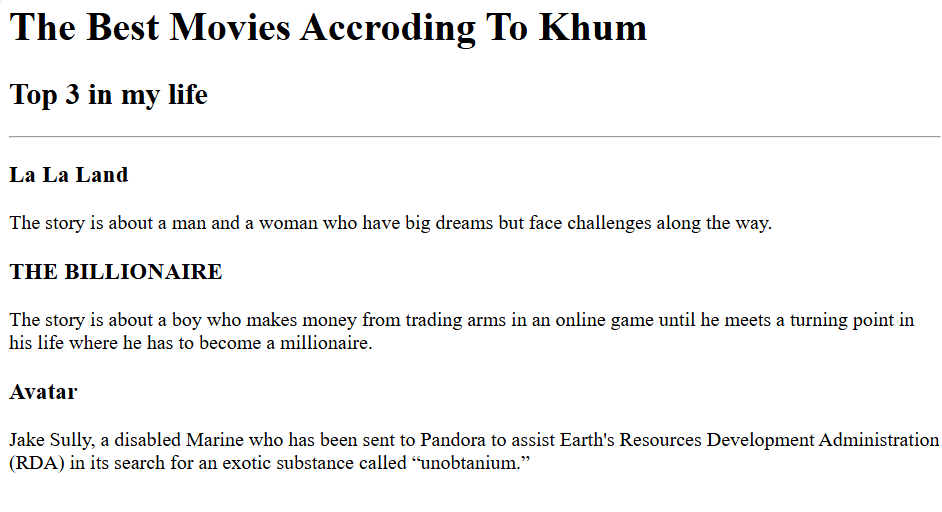 The Best Movies Accroding To Khum
Top 3 in my life
La La Land
The story is about a man and a woman who have big dreams but face challenges along the way.
THE BILLIONAIRE
The story is about a boy who makes money from trading arms in an online game until he meets a turning point in
his life where he has to become a millionaire.
Avatar
Jake Sully, a disabled Marine who has been sent to Pandora to assist Earth's Resources Development Administration
(RDA) in its search for an exotic substance called “unobtanium.”